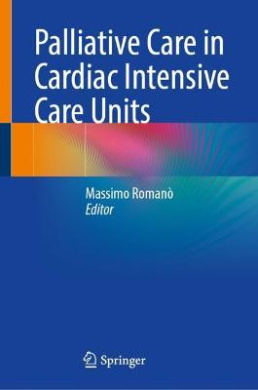 Palliative Care in
Cardiac Intensive
Care Units
Massimo Romanò
Editor
Springer